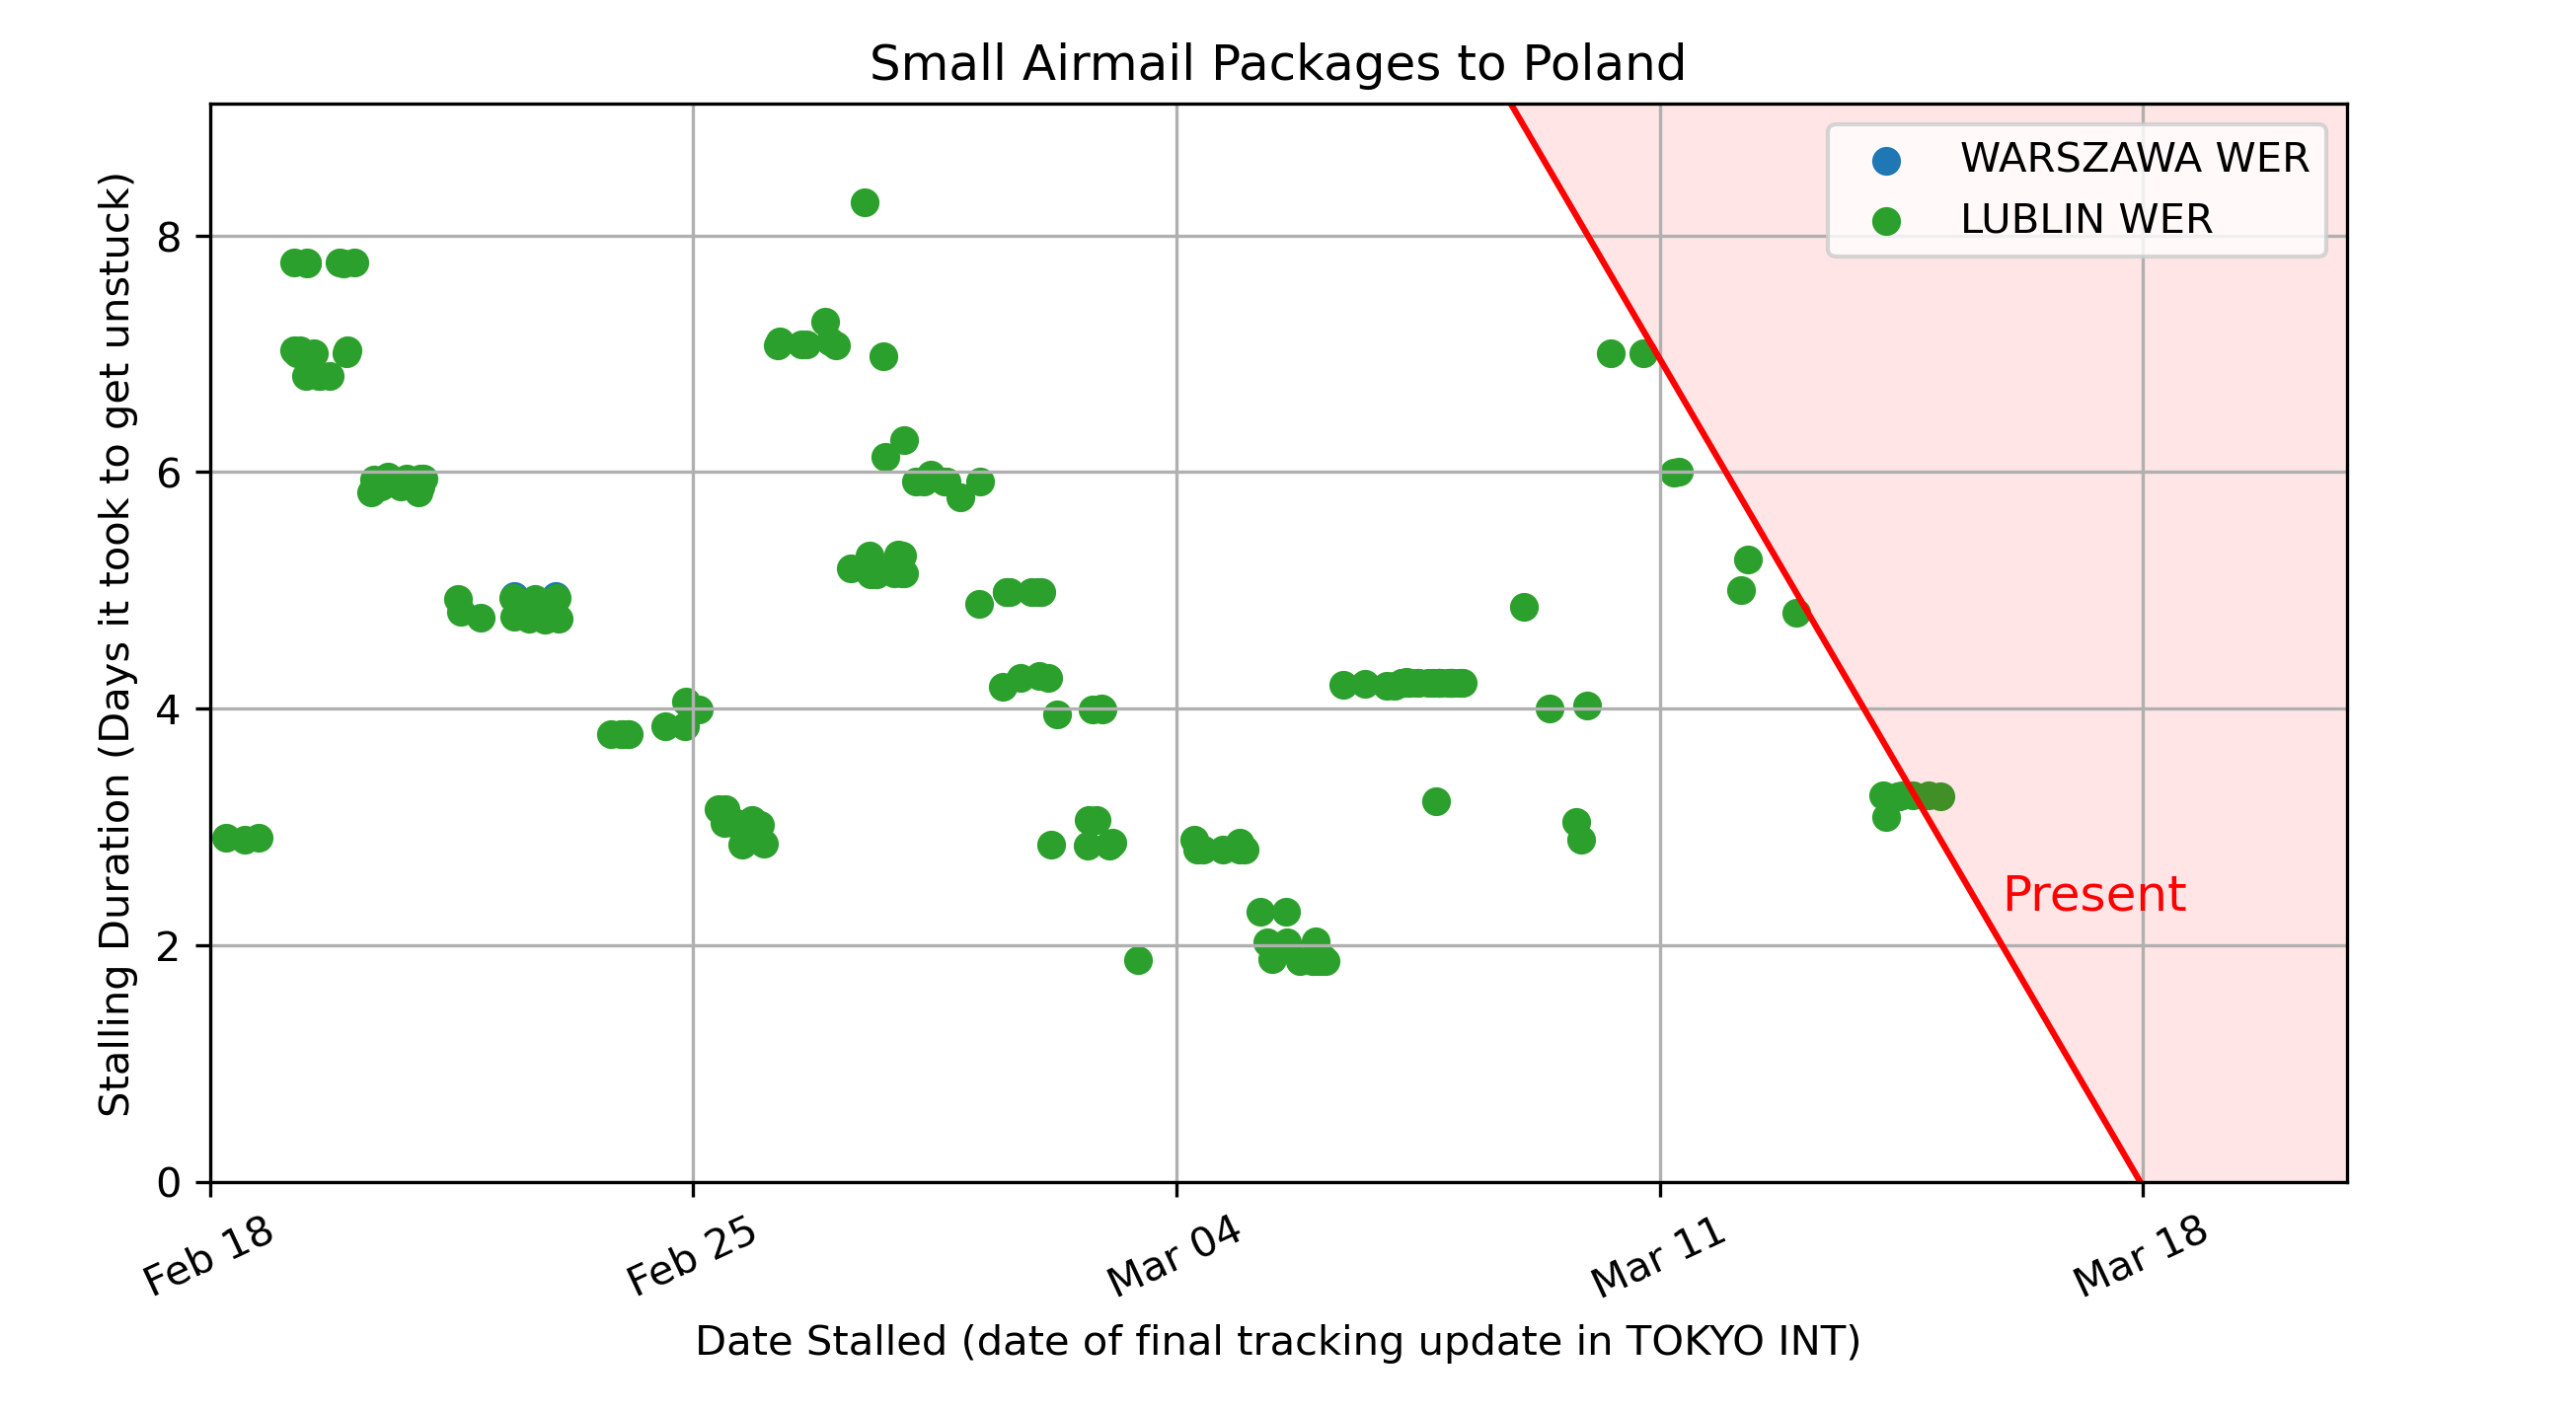 Small Airmail Packages to Poland
Stalling Duration (Days it took to get unstuck)
8
6
4
2
0
WARSZAWA WER
LUBLIN WER
Present
Feb 18
Feb 25
Mar 04
Mar 11
Mar 18
Date Stalled (date of final tracking update in TOKYO INT)